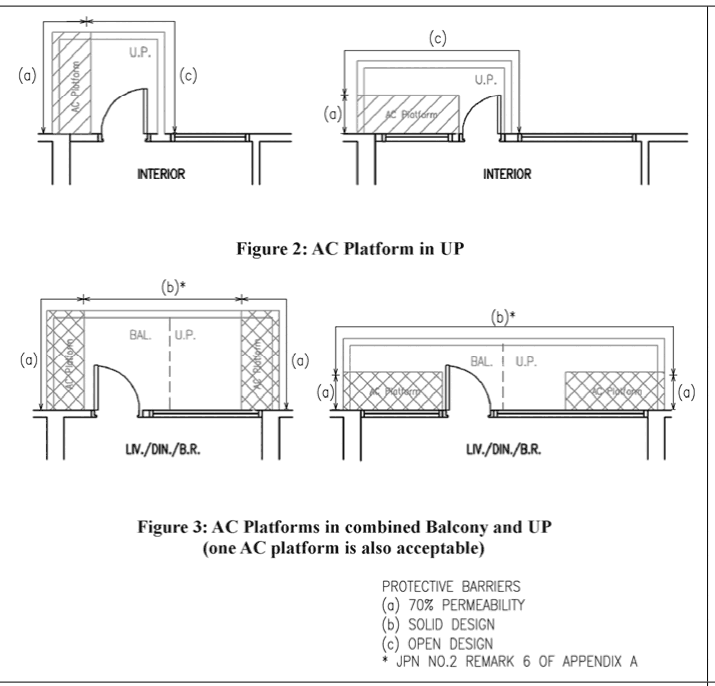 (a)
AC Platform
U.P.
(c)
INTERIOR
(c)
U.P.
(a)
AC Platform
INTERIOR
Figure 2: AC Platform in UP
(b)*
(a)
AC Platform
BAL.
U.P.
AC Platform
(a)
LIV./DIN./B.R.
(b)*
BAL.
U.P.
(a)
AC Platform
AC Platform
(a)
LIV./DIN./B.R.
Figure 3: AC Platforms in combined Balcony and UP
(one AC platform is also acceptable)
PROTECTIVE BARRIERS
(a) 70% PERMEABILITY
(b) SOLID DESIGN
(c) OPEN DESIGN
* JPN NO.2 REMARK 6 OF APPENDIX A